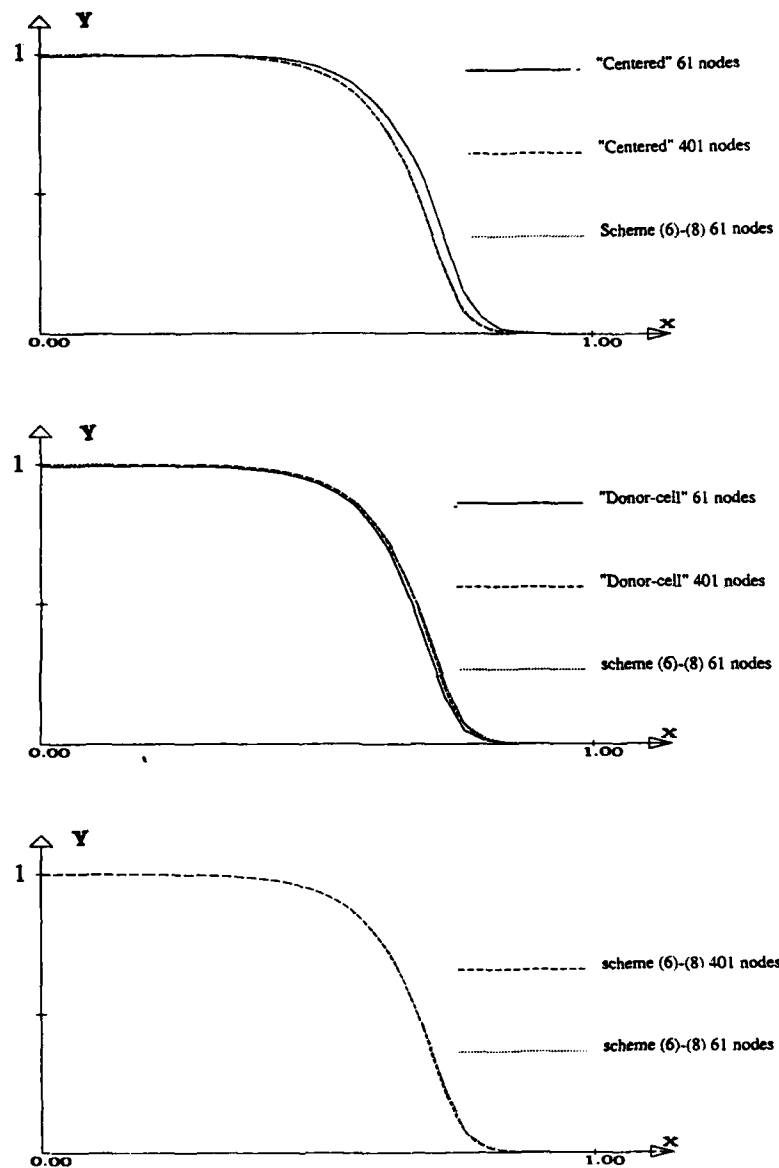 Y
1
"Centered" 61 nodes
"Centered" 401 nodes
Scheme (6)-(8) 61 nodes
x
0.00
1.00
Y
1
"Donor-cell" 61 nodes
"Donor-cell" 401 nodes
scheme (6)-(8) 61 nodes
x
0.00
1.00
Y
1
scheme (6)-(8) 401 nodes
scheme (6)-(8) 61 nodes
x
0.00
1.00